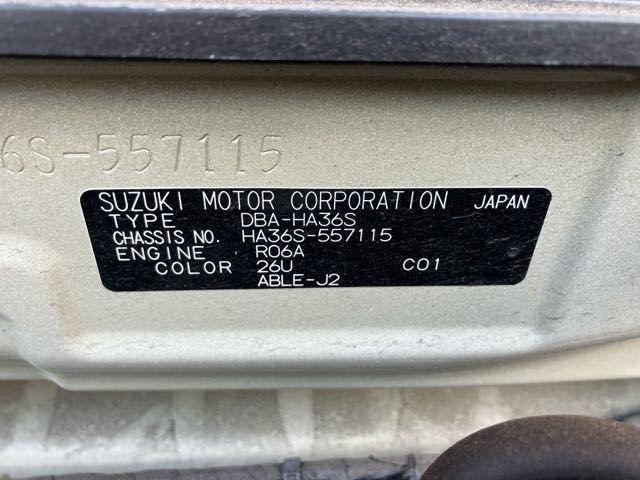 6S-557115
SUZUKI MOTOR CORPORATION JAPAN
TYPE DBA-HA36S
CHASSIS NO. HA36S-557115
ENGINE R06A
COLOR 26U C01
ABLE-J2